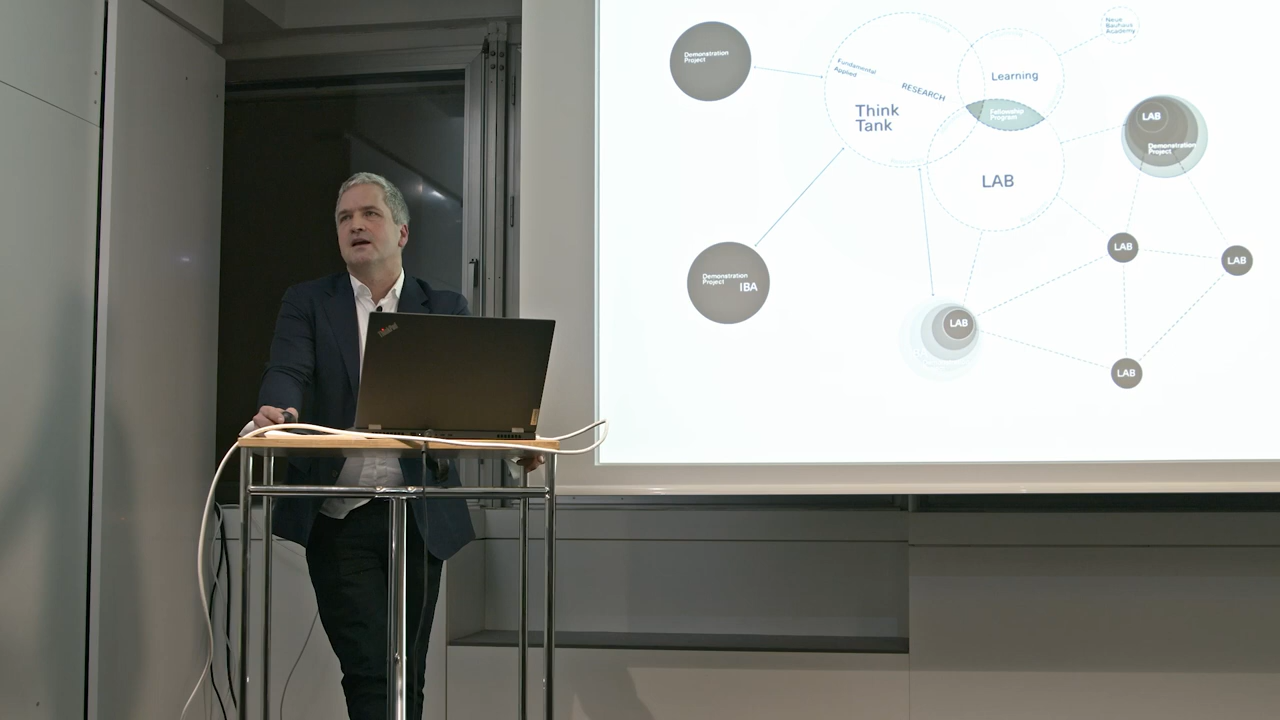 Demonstration
Project
Fundamental
Applied
RESEARCH
Think
Tank
Learning
Fellowship
Program
LAB
Neue
Bauhaus
Academy
LAB
Demonstration
Project
Demonstration
Project
IBA
LAB
LAB
LAB
LAB
ThinkPad